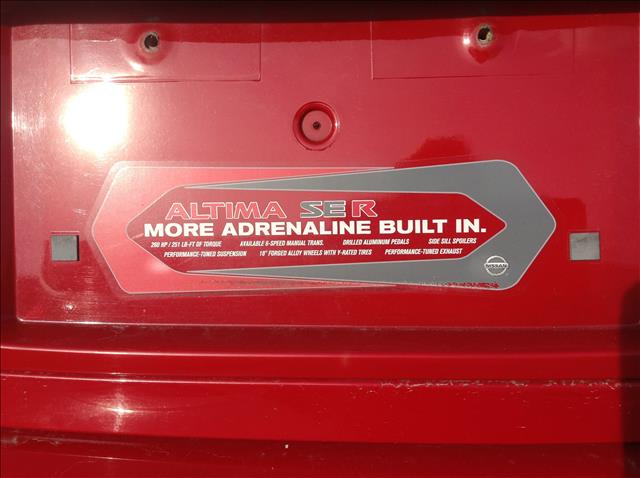 ALTIMA SE R
MORE ADRENALINE BUILT IN.
260 HP / 251 LB-FT OF TORQUE AVAILABLE 6-SPEED MANUAL TRANS. DRILLED ALUMINUM PEDALS SIDE SILL SPOILERS
PERFORMANCE-TUNED SUSPENSION 18" FORGED ALLOY WHEELS WITH Y-RATED TIRES PERFORMANCE-TUNED EXHAUST
NISSAN